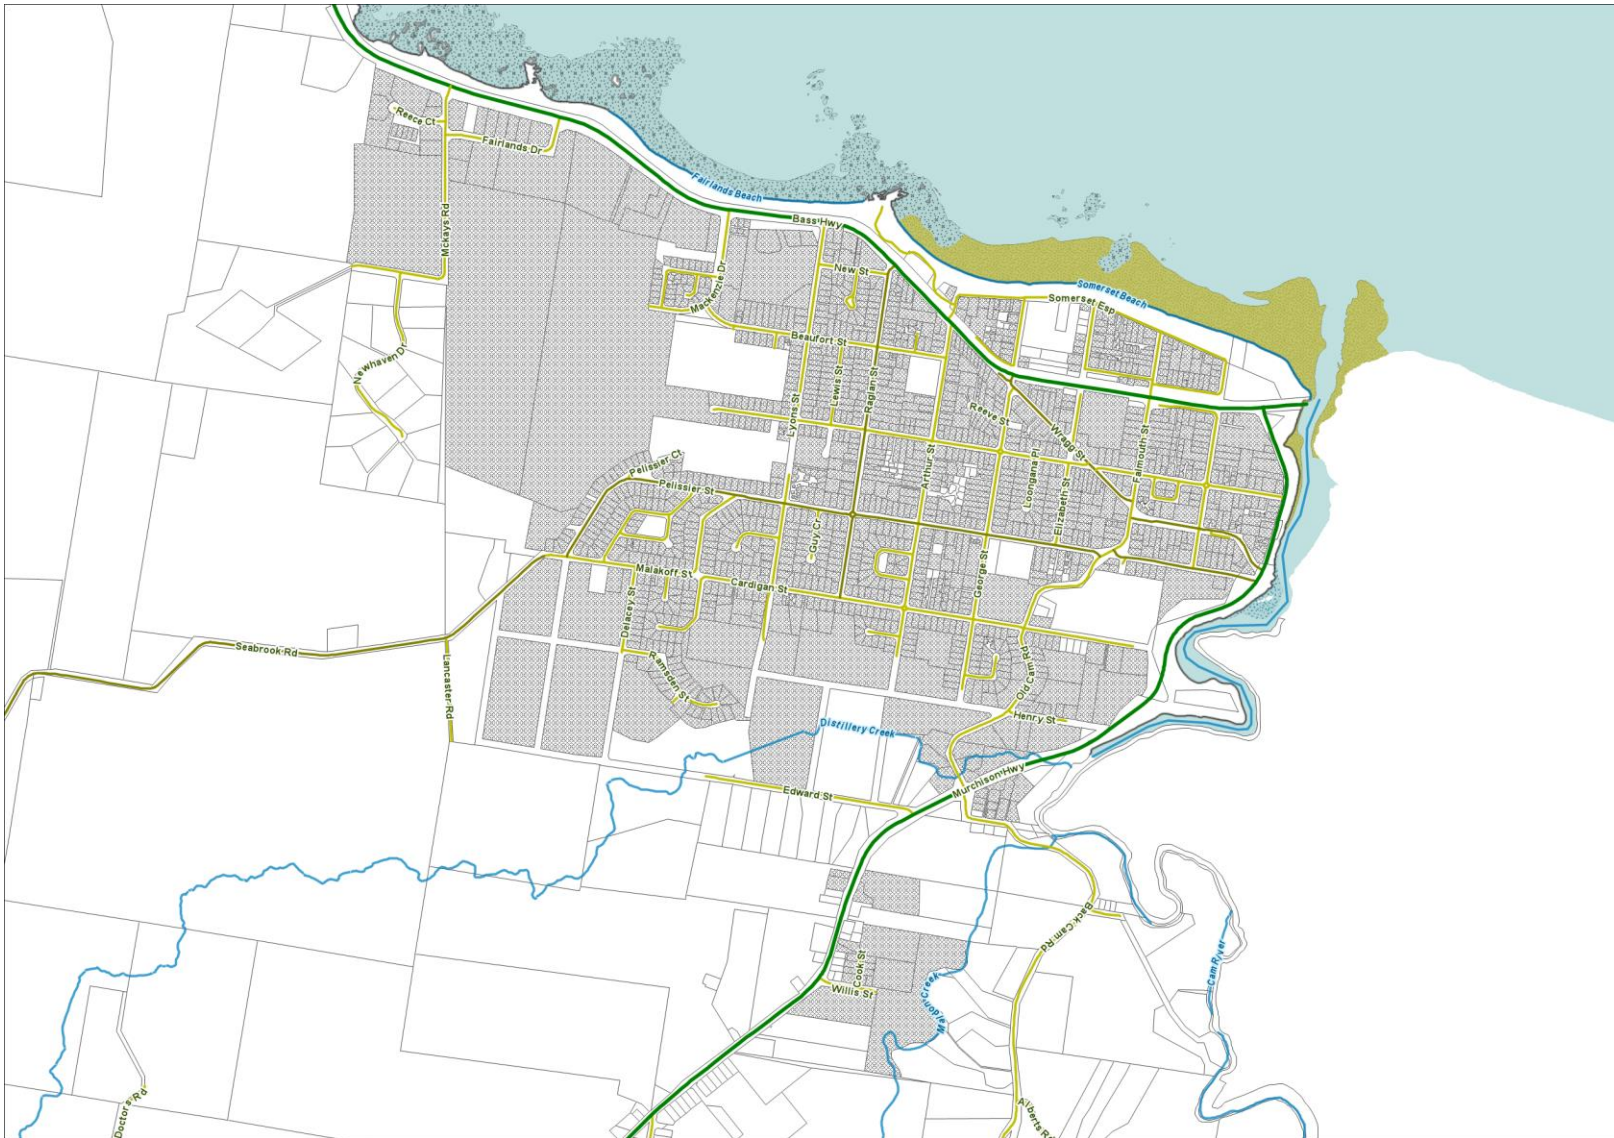 Reece Ct
Fairlands Dr
Mckays Rd
Fairlands Beach
Bass Hwy
New St
Mackenzie Dr
Somerset Beach
Somerset Esp
Beaufort St
Newhaven Dr
Lyons St
Lewis St
Raglan St
Reeve St
Wragg St
Falmouth St
Arthur St
Loongana Pl
Elizabeth St
Pelissier Ct
Pelissier St
Guy Cr
Malakoff St
Cardigan St
George St
Delacey St
Seabrook Rd
Lancaster Rd
Ramsden St
Old Cam Rd
Henry St
Distillery Creek
Murchison Hwy
Edward St
Back Cam Rd
Cam River
Cook St
Willis St
Maldon Creek
Doctors Rd
Alberts Rd